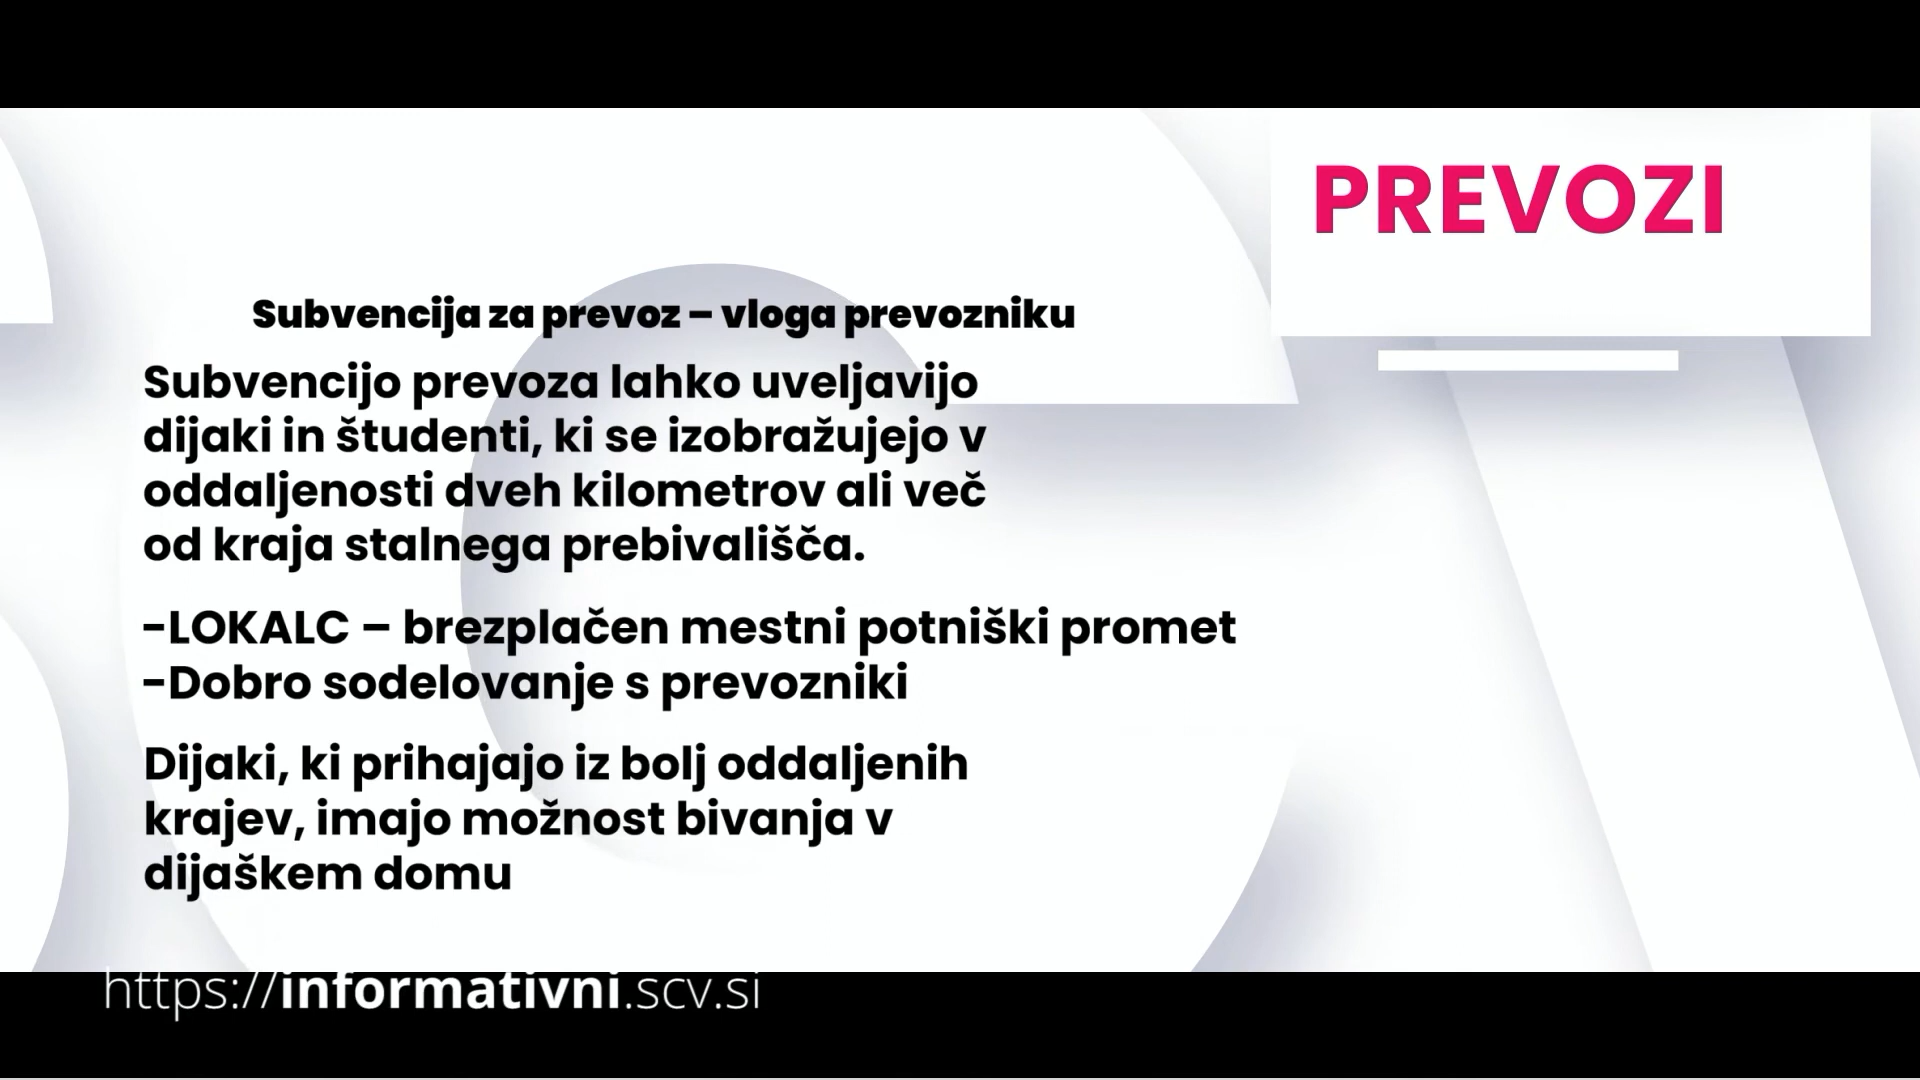 PREVOZI
Subvencija za prevoz – vloga prevozniku
Subvencijo prevoza lahko uveljavijo
dijaki in študenti, ki se izobražujejo v
oddaljenosti dveh kilometrov ali več
od kraja stalnega prebivališča.
-LOKALC – brezplačen mestni potniški promet
-Dobro sodelovanje s prevozniki
Dijaki, ki prihajajo iz bolj oddaljenih
krajev, imajo možnost bivanja v
dijaškem domu
https://informativni.scv.si